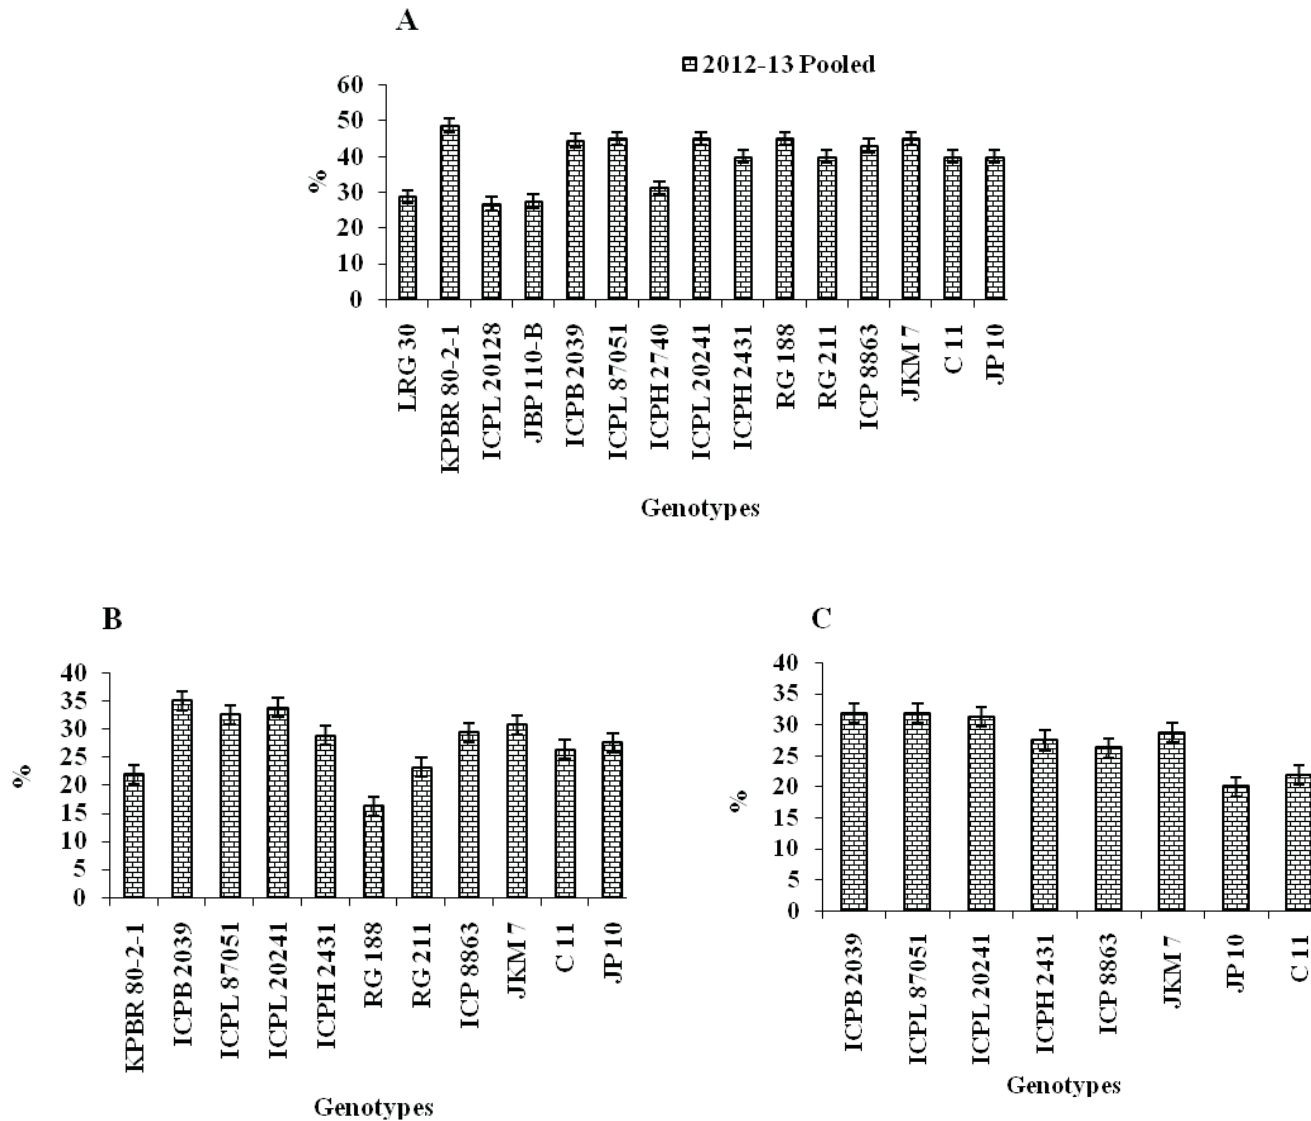 A
2012-13 Pooled
60
50
40
30
20
10
0
%
LRG 30
KPBR 80-2-1
ICPL 20128
JBP 110-B
ICPB 2039
ICPL 87051
ICPH 2740
ICPL 20241
ICPH 2431
RG 188
RG 211
ICP 8863
JKM 7
C 11
JP 10
Genotypes
B
40
35
30
25
20
15
10
5
0
%
KPBR 80-2-1
ICPB 2039
ICPL 87051
ICPL 20241
ICPH 2431
RG 188
RG 211
ICP 8863
JKM 7
C 11
JP 10
Genotypes
C
40
35
30
25
20
15
10
5
0
%
ICPB 2039
ICPL 87051
ICPL 20241
ICPH 2431
ICP 8863
JKM 7
JP 10
C 11
Genotypes